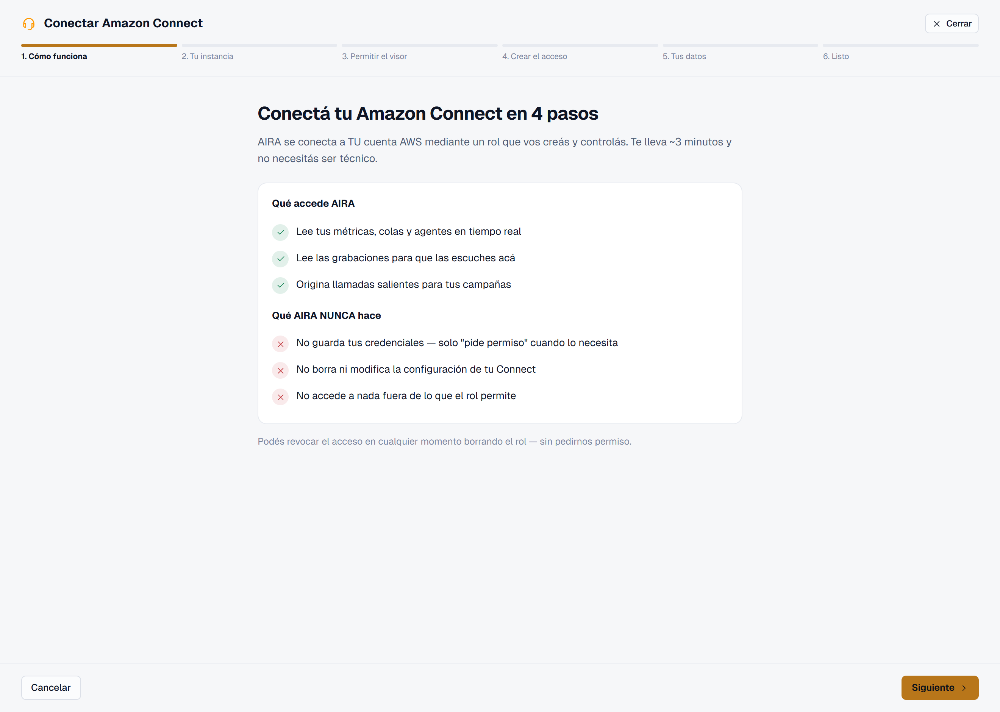 Conectar Amazon Connect
Cerrar
1. Cómo funciona
2. Tu instancia
3. Permitir el visor
4. Crear el acceso
5. Tus datos
6. Listo
Conectá tu Amazon Connect en 4 pasos
AIRA se conecta a TU cuenta AWS mediante un rol que vos creás y controlás. Te lleva ~3 minutos y
no necesitás ser técnico.
Qué accede AIRA
Lee tus métricas, colas y agentes en tiempo real
Lee las grabaciones para que las escuches acá
Origina llamadas salientes para tus campañas
Qué AIRA NUNCA hace
No guarda tus credenciales — solo "pide permiso" cuando lo necesita
No borra ni modifica la configuración de tu Connect
No accede a nada fuera de lo que el rol permite
Podés revocar el acceso en cualquier momento borrando el rol — sin pedirnos permiso.
Cancelar
Siguiente